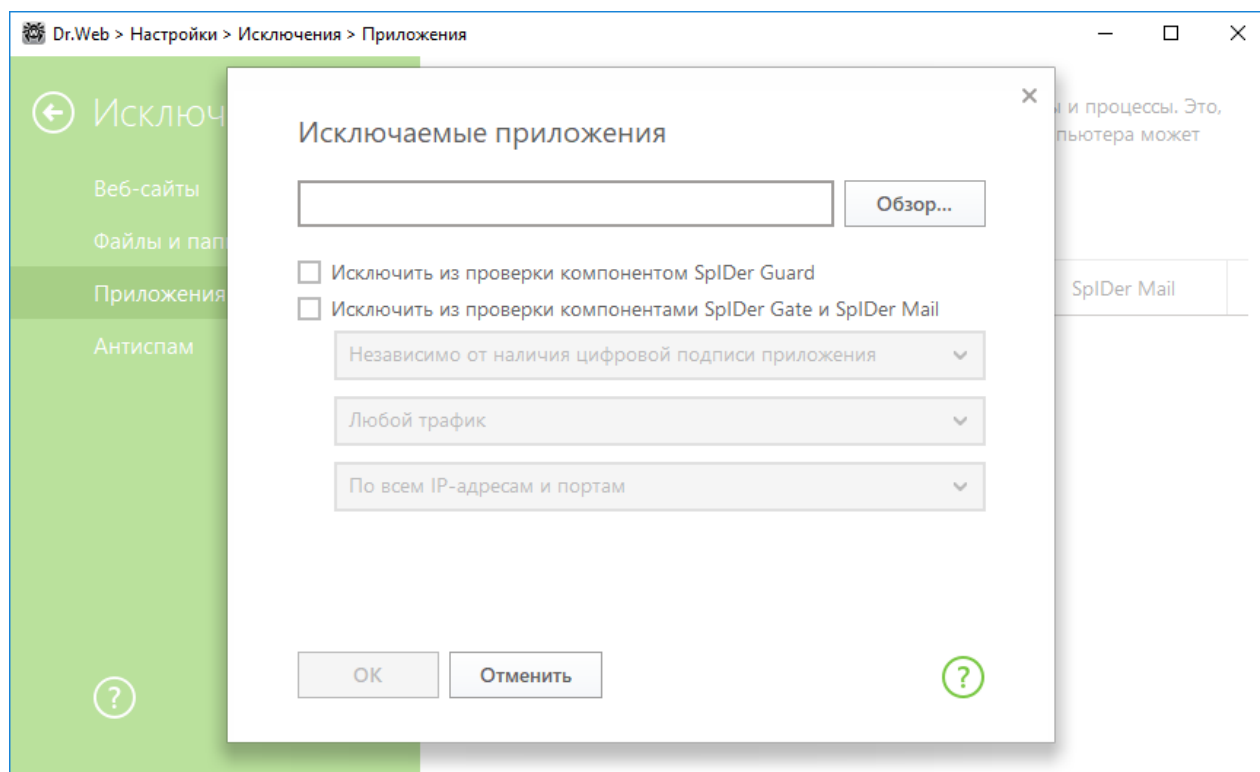 Dr.Web > Настройки > Исключения > Приложения
Исключ
ы и процессы. Это,
пьютера может
Веб-сайты
Файлы и пап
Приложения
Антиспам
SpIDer Mail
Исключаемые приложения
Обзор...
Исключить из проверки компонентом SpIDer Guard
Исключить из проверки компонентами SpIDer Gate и SpIDer Mail
Независимо от наличия цифровой подписи приложения
Любой трафик
По всем IP-адресам и портам
ОК
Отменить
?
?